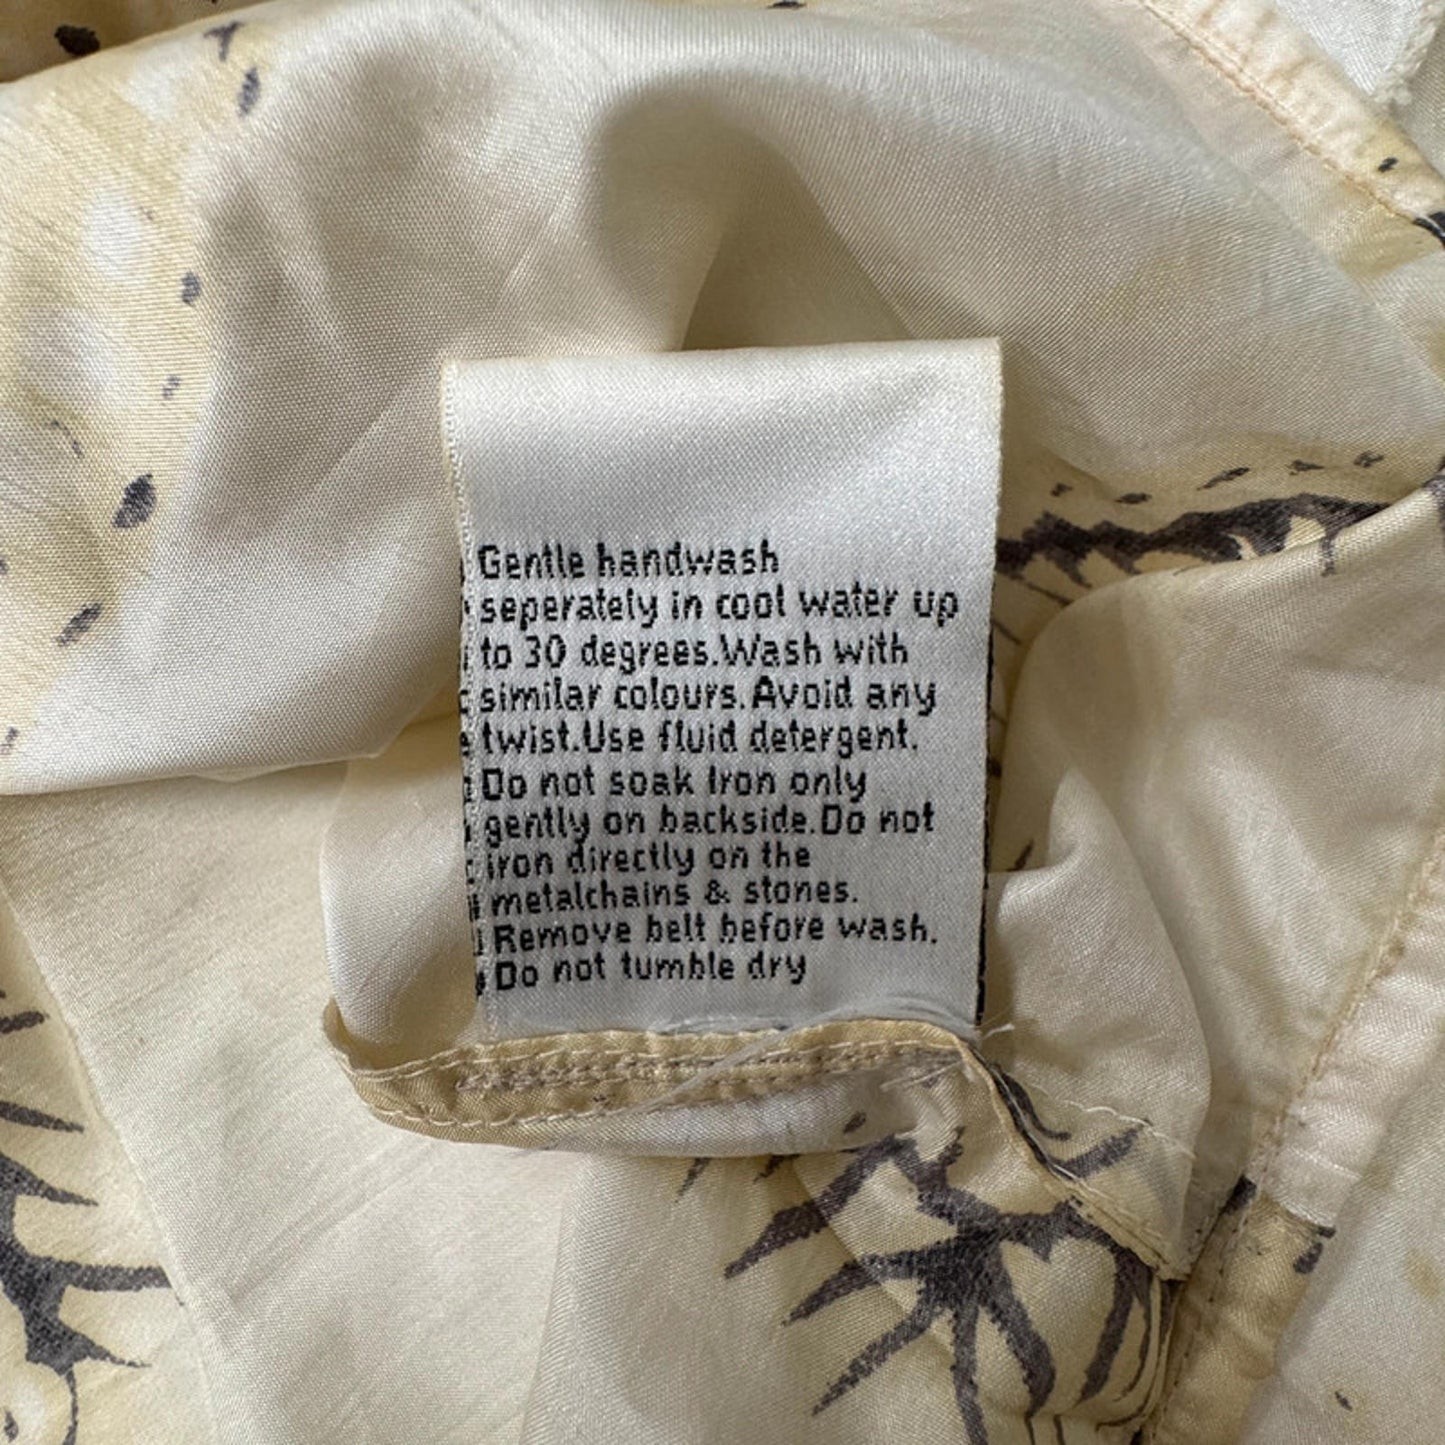 Gentle handwash
seperately in cool water up
to 30 degrees.Wash with
similar colours.Avoid any
twist.Use fluid detergent.
Do not soak Iron only
gently on backside.Do not
iron directly on the
metalchains & stones.
Remove belt before wash.
Do not tumble dry